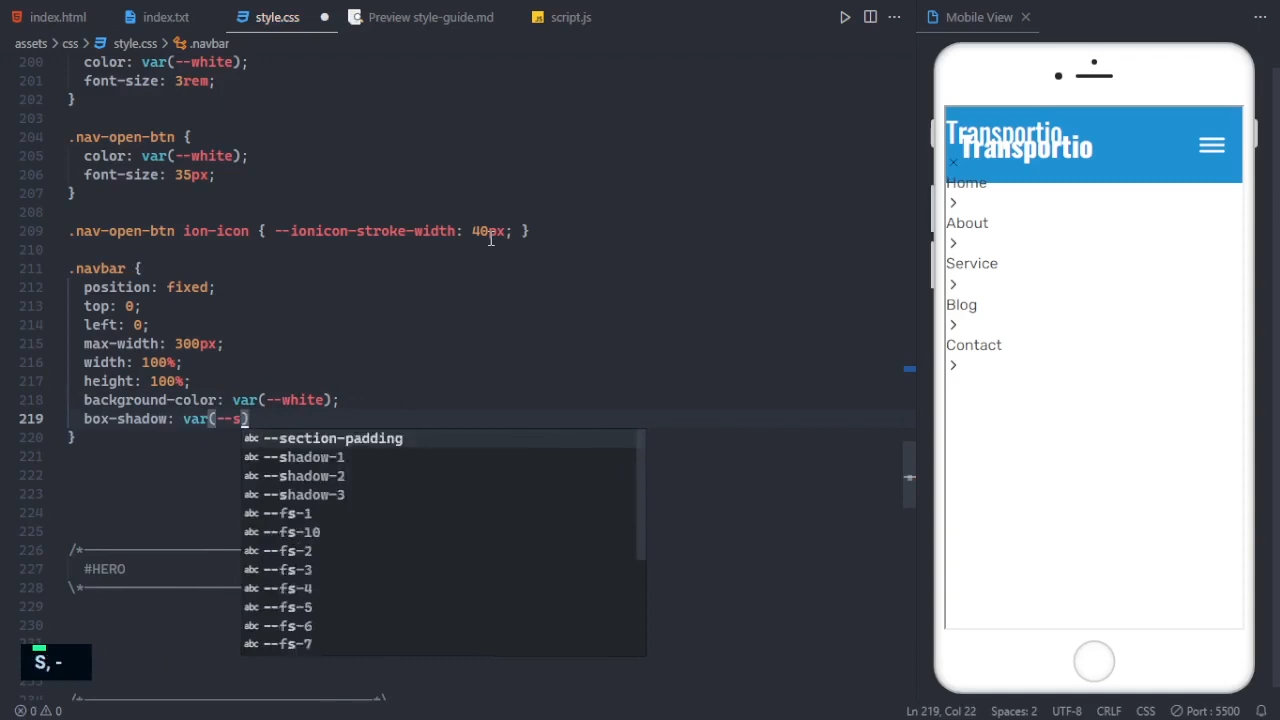 index.html
index.txt
style.css
Preview style-guide.md
script.js
Mobile View
assets > css > style.css > .navbar
200 color: var(--white);
201 font-size: 3rem;
202 }
203
204 .nav-open-btn {
205 color: var(--white);
206 font-size: 35px;
207 }
208
209 .nav-open-btn ion-icon { --ionicon-stroke-width: 40px; }
210
211 .navbar {
212 position: fixed;
213 top: 0;
214 left: 0;
215 max-width: 300px;
216 width: 100%;
217 height: 100%;
218 background-color: var(--white);
219 box-shadow: var(--s)
220 }
221
222
223
224
225
226 /*
227 #HERO
228 \*
229
230
abc --section-padding
abc --shadow-1
abc --shadow-2
abc --shadow-3
abc --fs-1
abc --fs-10
abc --fs-2
abc --fs-3
abc --fs-4
abc --fs-5
abc --fs-6
abc --fs-7
S, -
Transportio
Transportio
Home
About
Service
Blog
Contact
0 0
Ln 219, Col 22
Spaces: 2
UTF-8
CRLF
CSS
Port : 5500